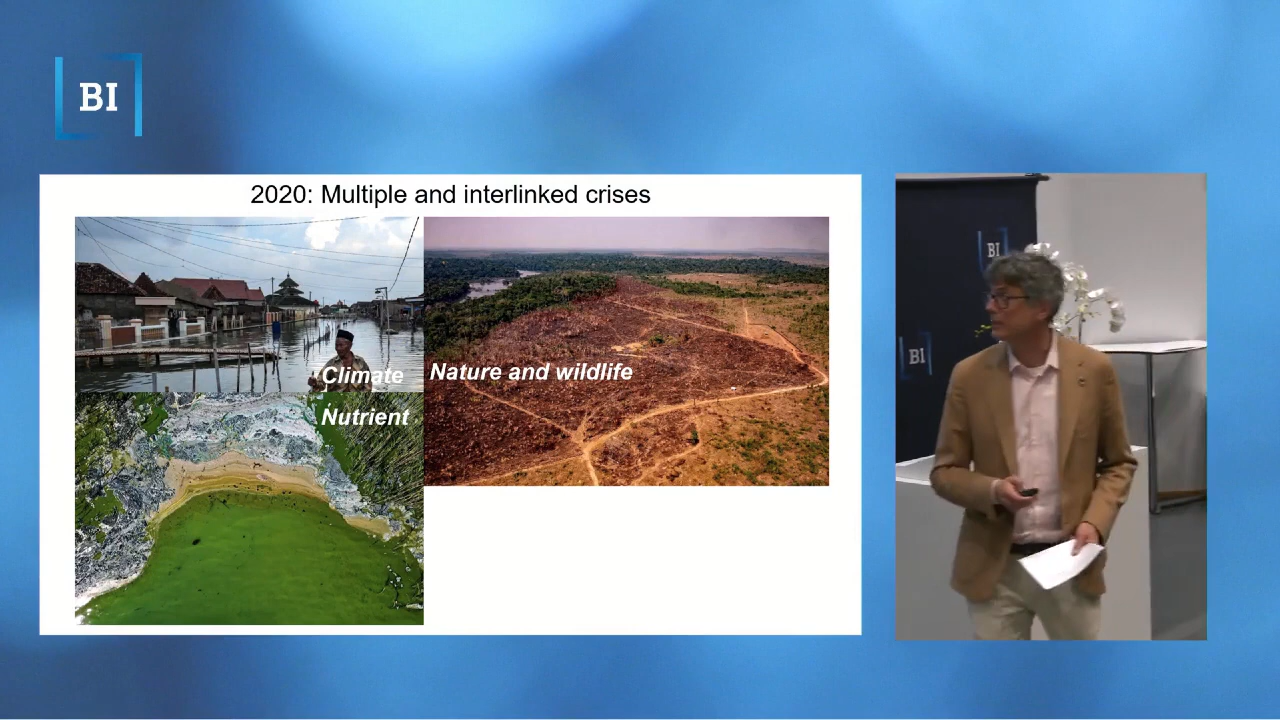 BI
2020: Multiple and interlinked crises
Climate
Nature and wildlife
Nutrient
BI
BI